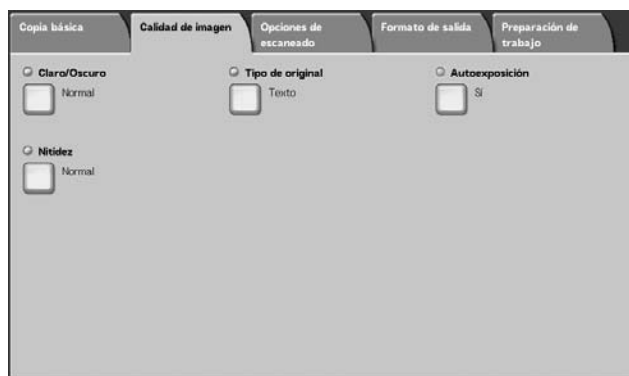 Copia básica
Calidad de imagen
Opciones de
escaneado
Formato de salida
Preparación de
trabajo
Claro/Oscuro
Normal
Tipo de original
Texto
Autoexposición
Sí
Nitidez
Normal